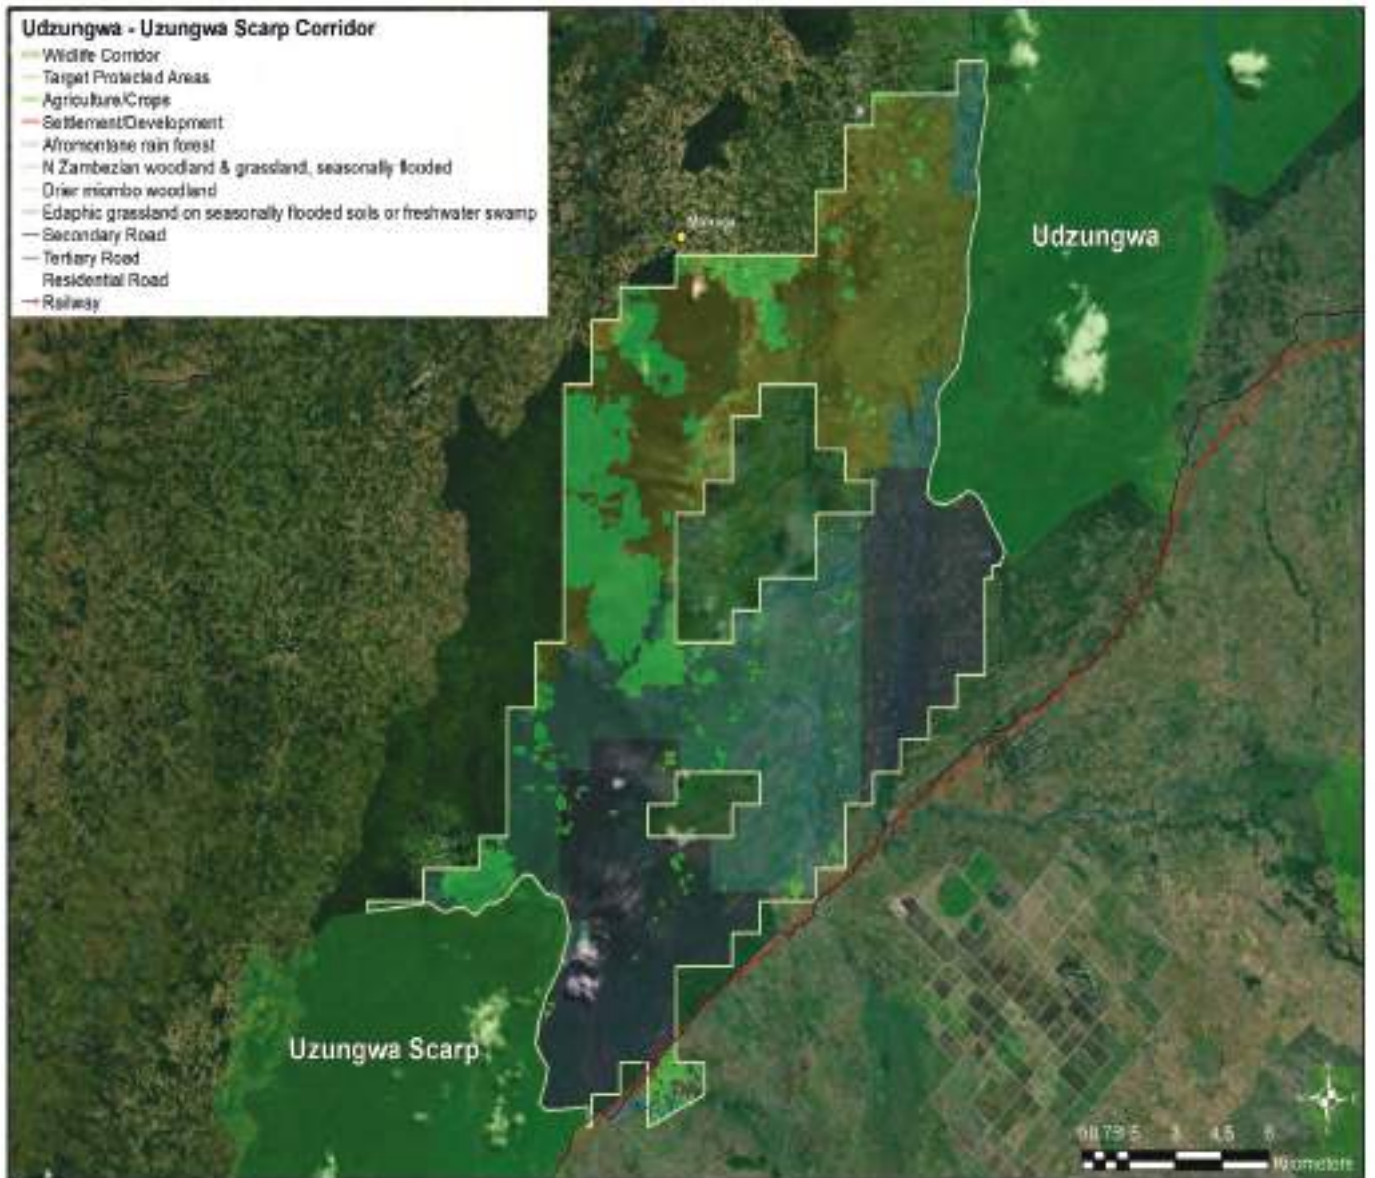 Udzungwa - Uzungwa Scarp Corridor
Wildlife Corridor
Target Protected Areas
Agriculture/Crops
Settlement/Development
Afromontane rain forest
N Zambezian woodland & grassland, seasonally flooded
Drier miombo woodland
Edaphic grassland on seasonally flooded soils or freshwater swamp
Secondary Road
Tertiary Road
Residential Road
Railway
Udzungwa
Uzungwa Scarp
3 4.5 6
Kilometers